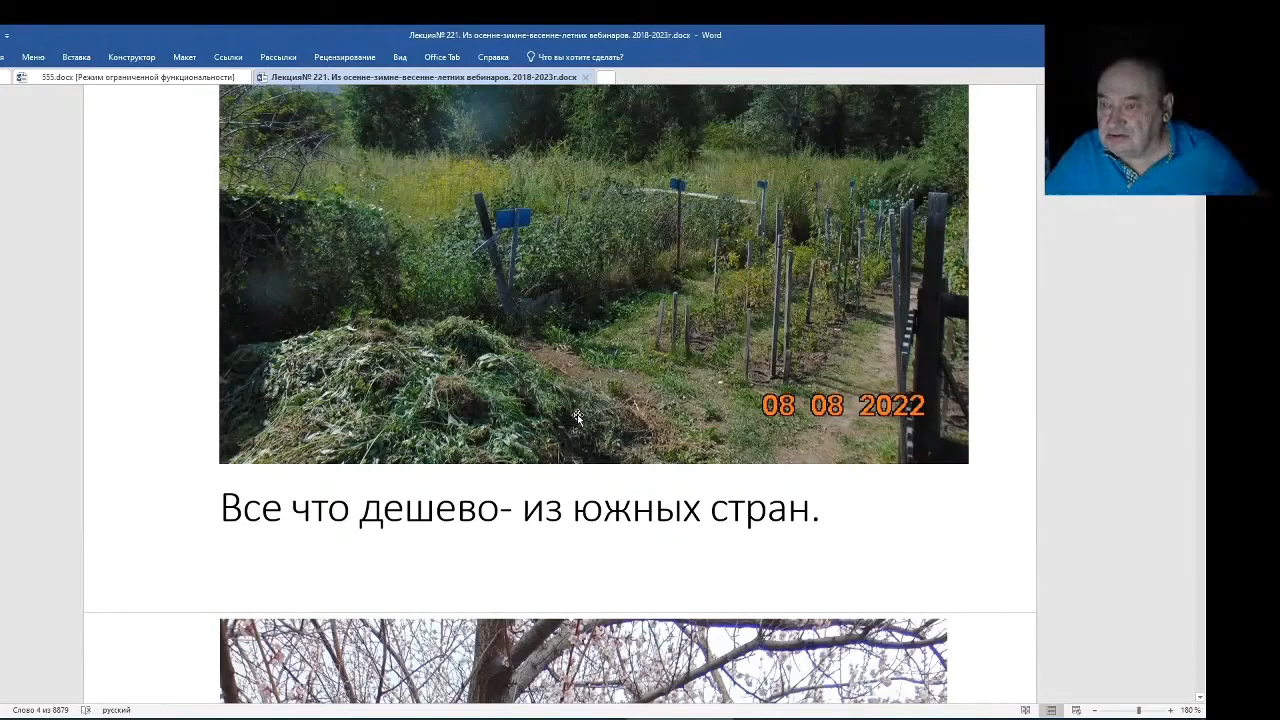 Лекция№ 221. Из осенне-зимне-весенне-летних вебинаров. 2018-2023г.docx - Word
Меню Вставка Конструктор Макет Ссылки Рассылки Рецензирование Вид Office Tab Справка Что вы хотите сделать?
555.docx [Режим ограниченной функциональности] Лекция№ 221. Из осенне-зимне-весенне-летних вебинаров. 2018-2023г.docx
08 08 2022
Все что дешево- из южных стран.
Слово 4 из 8879 русский 180 %